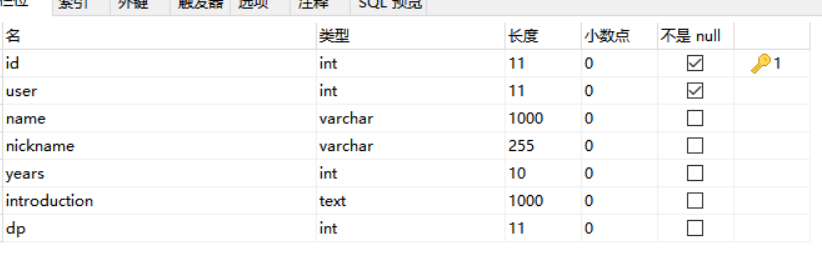 栏位 索引 外键 触发器 选项 注释 SQL 预览
名 类型 长度 小数点 不是 null
id int 11 0 1
user int 11 0
name varchar 1000 0
nickname varchar 255 0
years int 10 0
introduction text 1000 0
dp int 11 0